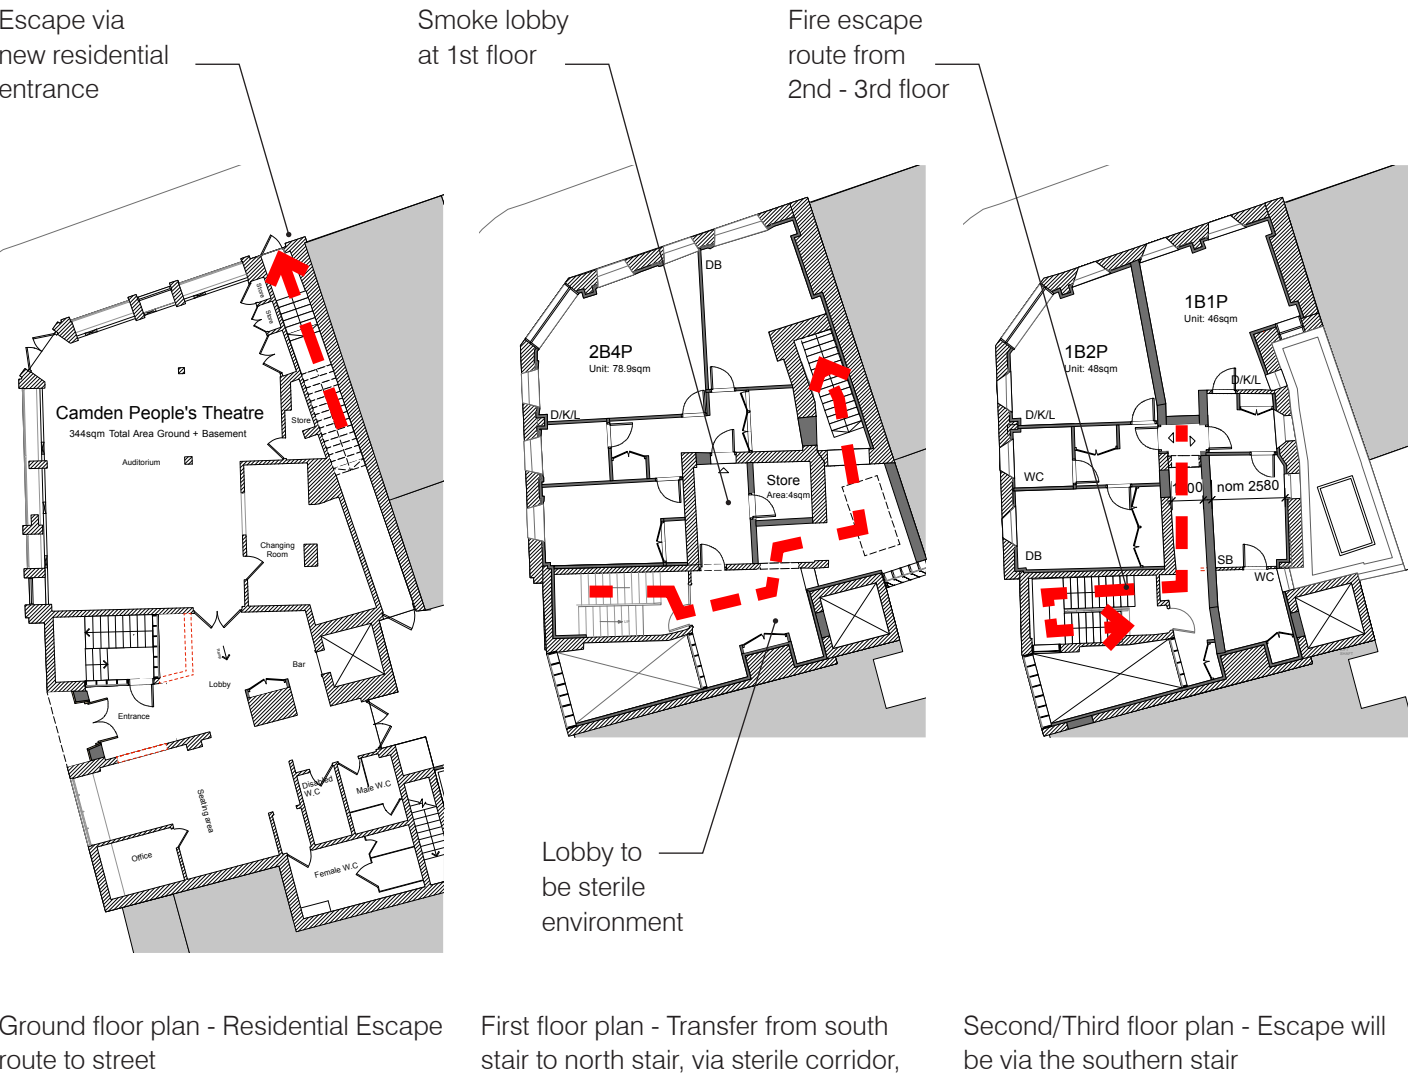 Escape via
new residential
entrance
Smoke lobby
at 1st floor
Fire escape
route from
2nd - 3rd floor
Store
Store
Camden People's Theatre
344sqm Total Area Ground + Basement
Auditorium
Store
Changing
Room
Bar
Lobby
Entrance
Seating area
Disabled
W.C
Male W.C
Office
Female W.C
DB
2B4P
Unit: 78.9sqm
D/K/L
Store
Area:4sqm
1B1P
Unit: 46sqm
1B2P
Unit: 48sqm
D/K/L
D/K/L
WC
nom 2580
DB
SB
WC
Lobby to
be sterile
environment
Ground floor plan - Residential Escape
route to street
First floor plan - Transfer from south
stair to north stair, via sterile corridor,
Second/Third floor plan - Escape will
be via the southern stair